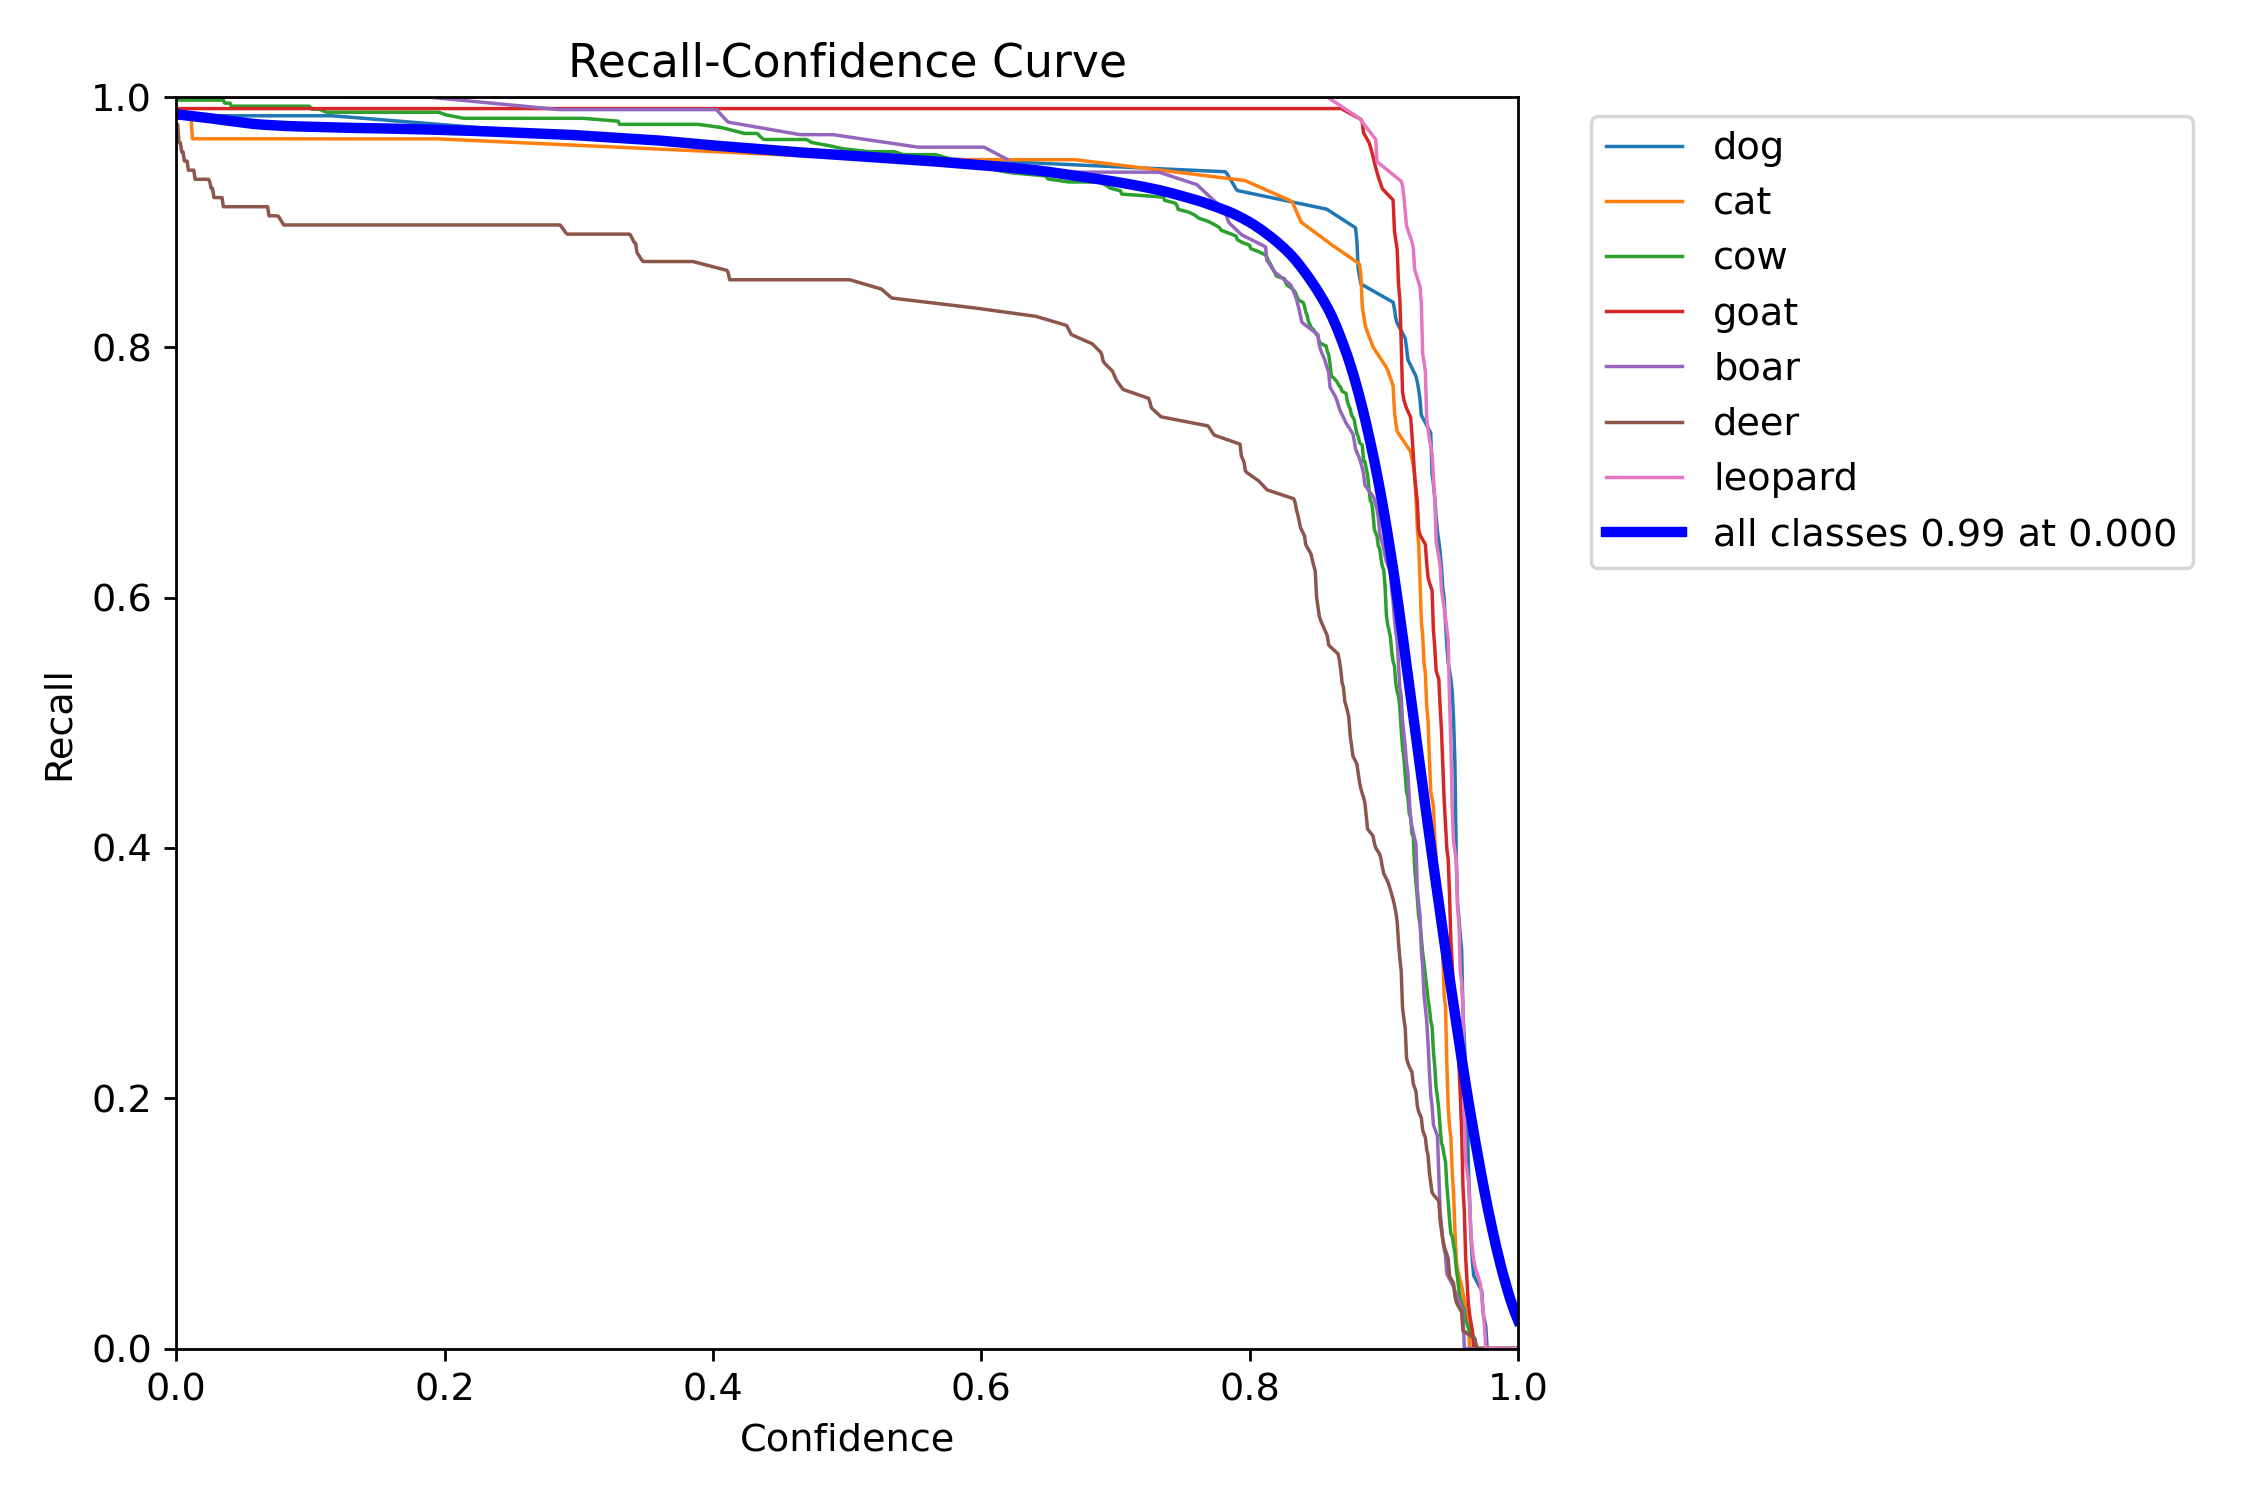 Recall-Confidence Curve
1.0
0.8
0.6
0.4
0.2
0.0
Recall
0.0 0.2 0.4 0.6 0.8 1.0
Confidence
dog
cat
cow
goat
boar
deer
leopard
all classes 0.99 at 0.000